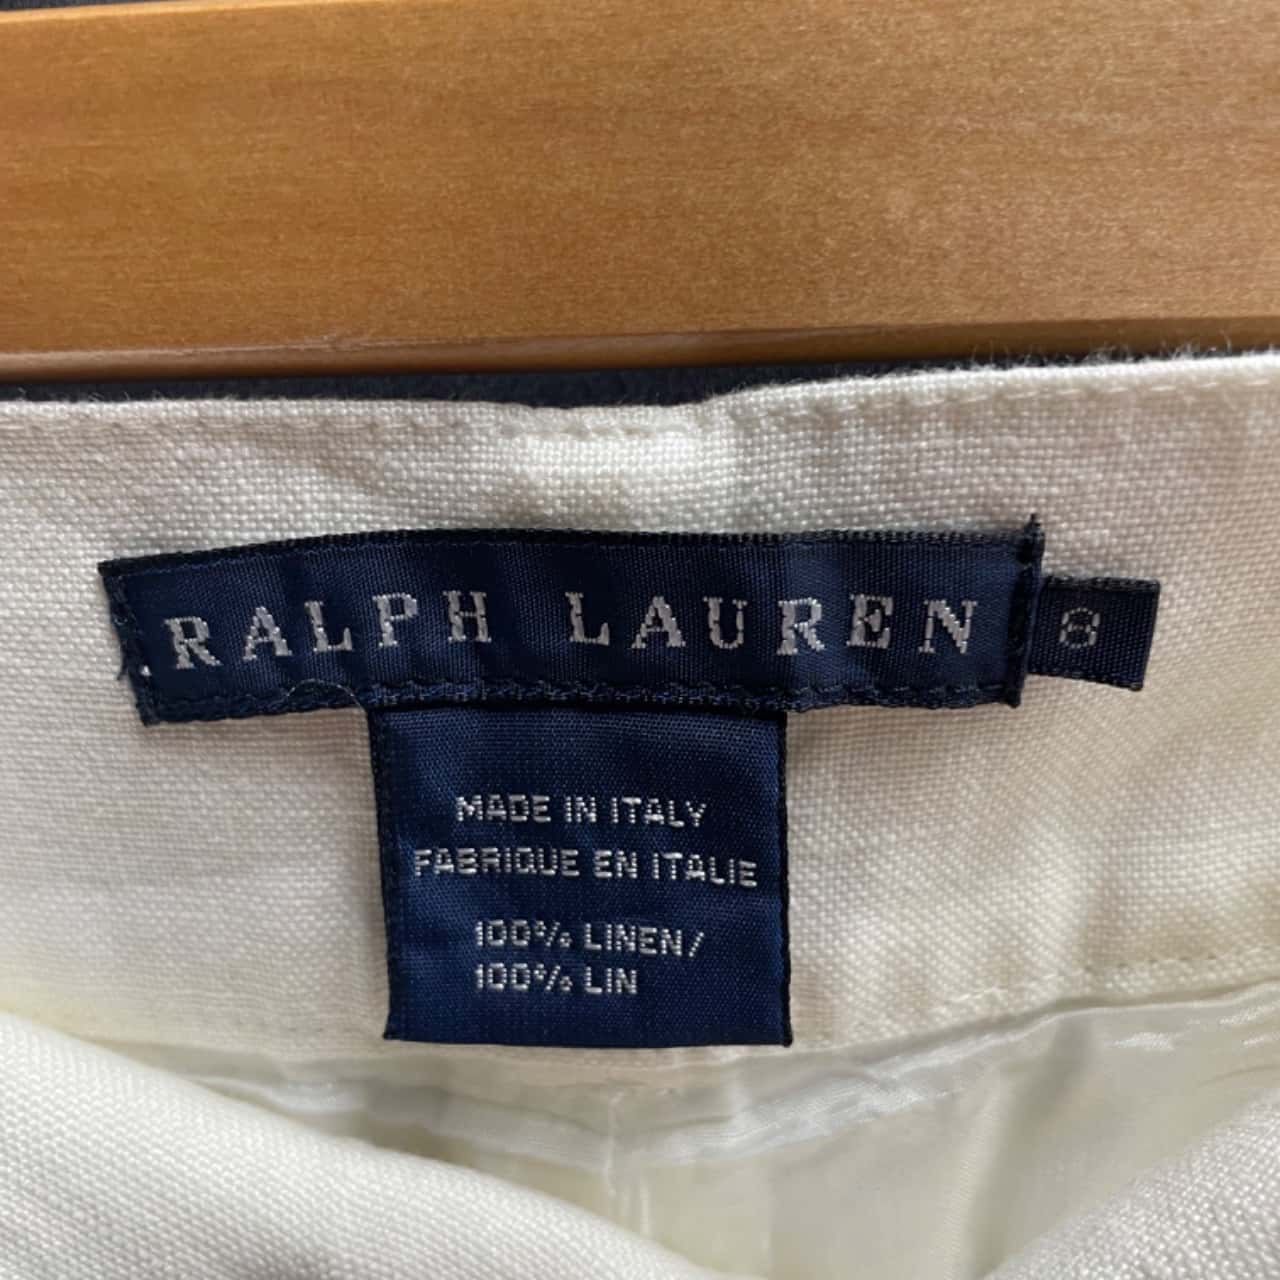 RALPH LAUREN 8
MADE IN ITALY
FABRIQUE EN ITALIE
100% LINEN/
100% LIN